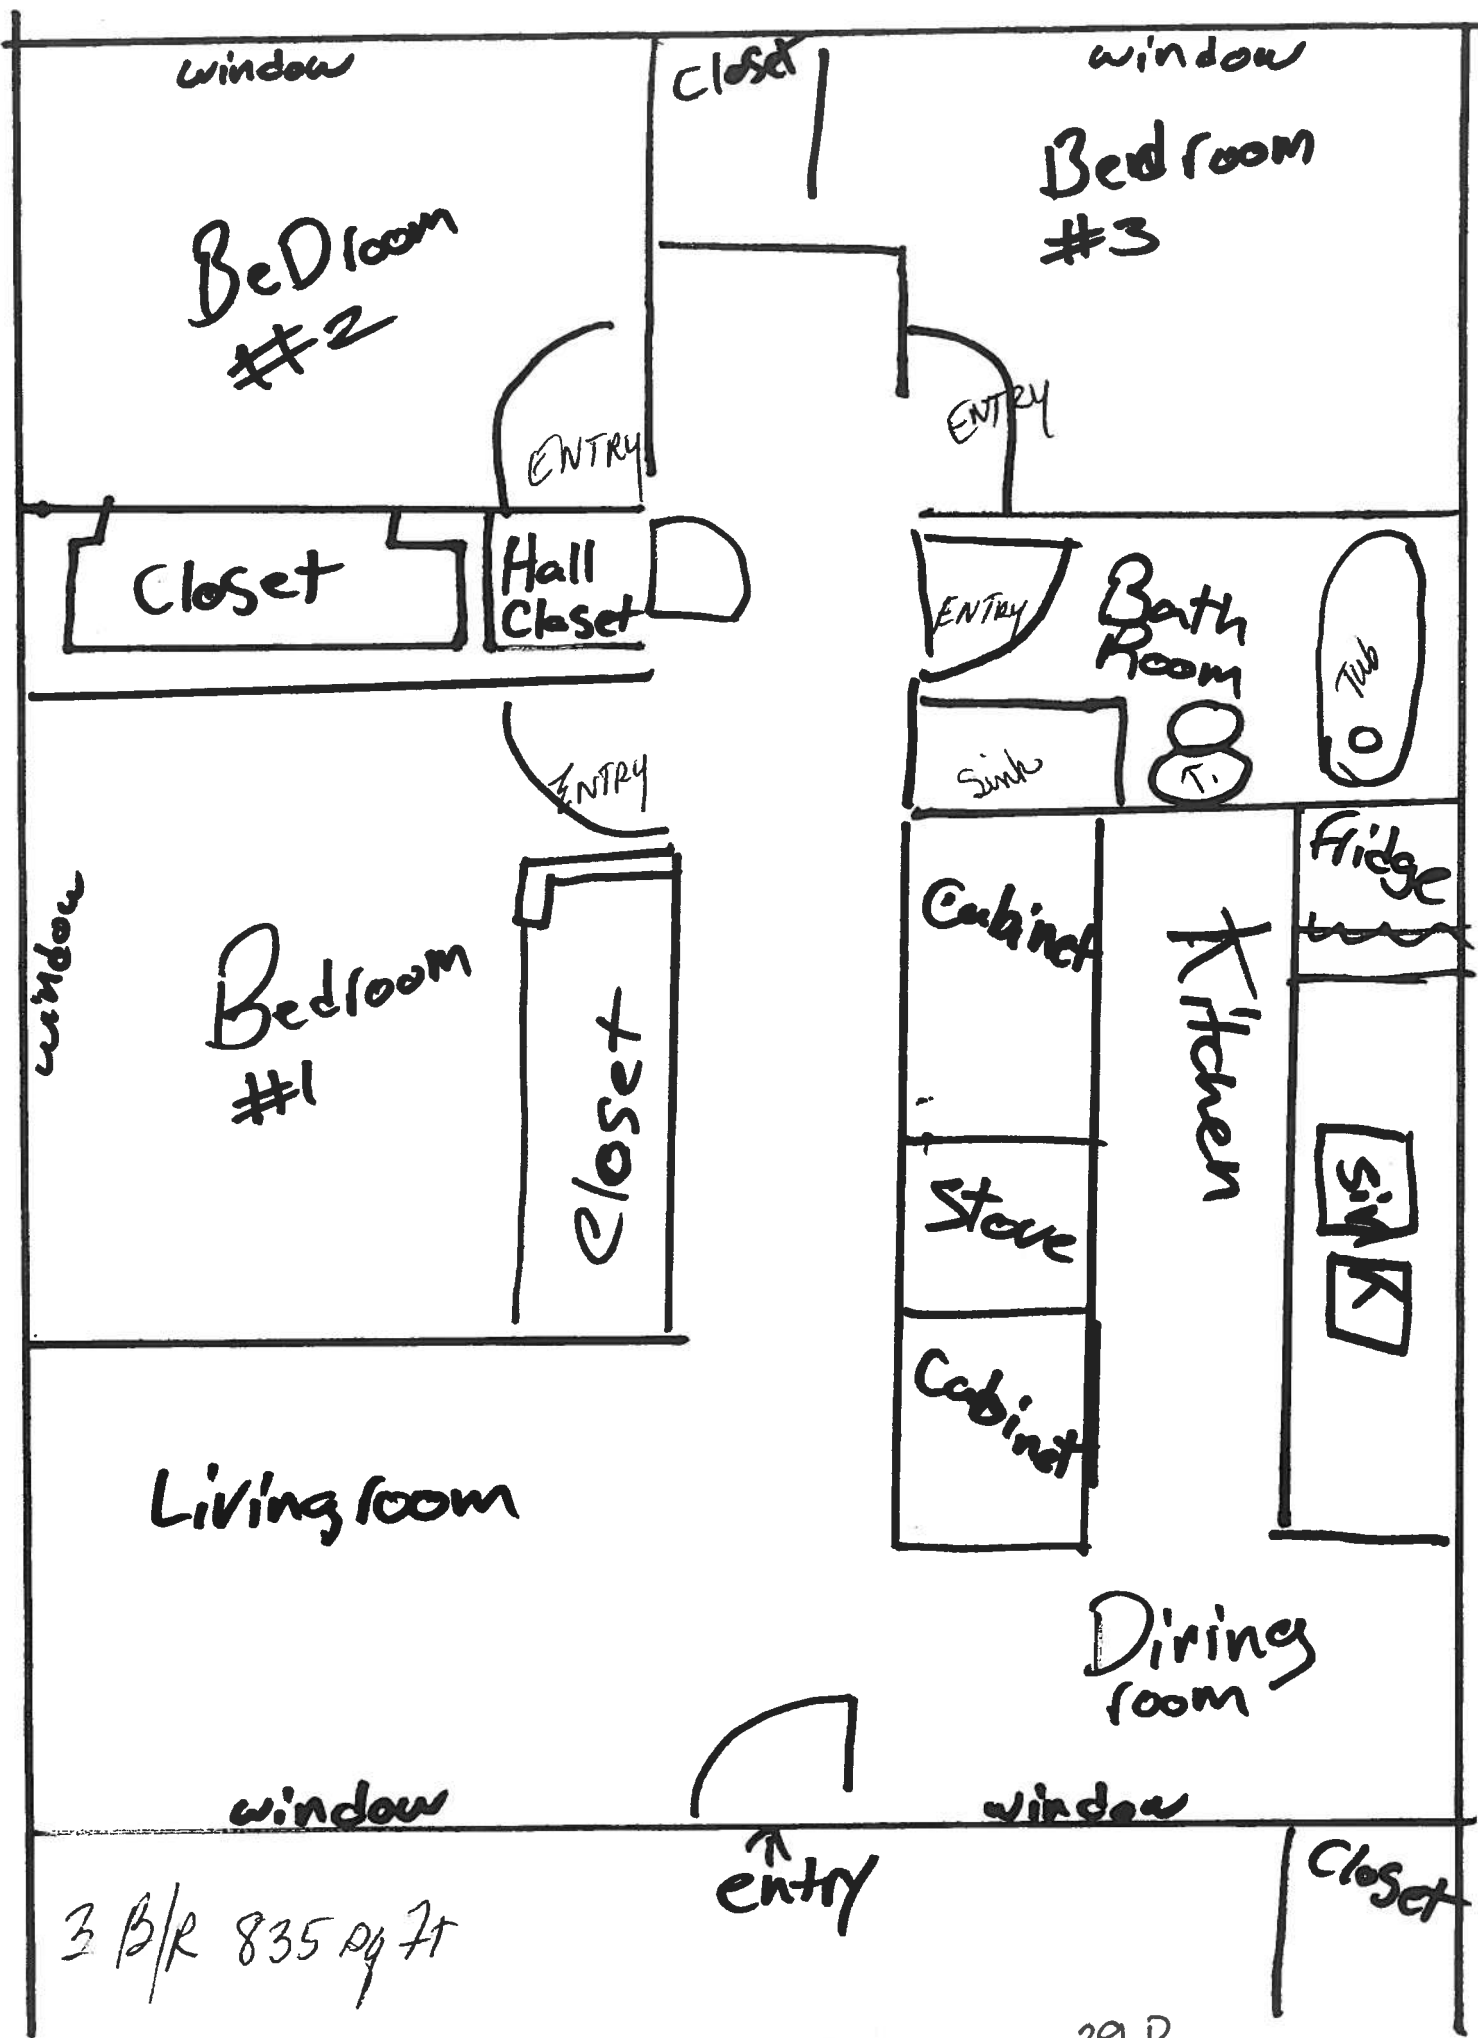 window
Closet
window
Bedroom
#3
BeDroom
#2
ENTRY
ENTRY
Closet
Hall
Closet
ENTRY
Bath
Room
Tub
Sink
T.
ENTRY
Fridge
Cabinet
Kitchen
window
Bedroom
#1
Closet
Stove
SiNK
Cabinet
Livingroom
Dining
room
window
window
entry
Closet
3 B/R 835 sq Ft